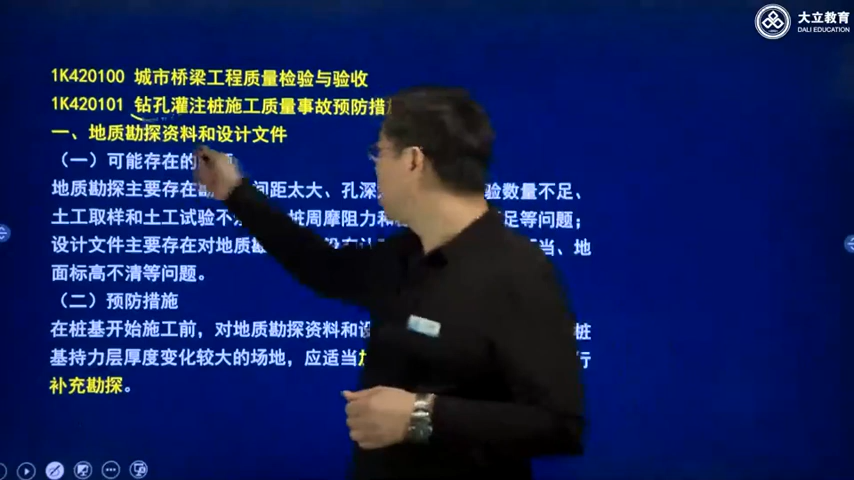 大立教育
DALI EDUCATION
1K420100 城市桥梁工程质量检验与验收
1K420101 钻孔灌注桩施工质量事故预防措
一、地质勘探资料和设计文件
（一）可能存在的
地质勘探主要存在 间距太大、孔深 验数量不足、
土工取样和土工试验不 桩周摩阻力和 足等问题；
设计文件主要存在对地质 当、地
面标高不清等问题。
（二）预防措施
在桩基开始施工前，对地质勘探资料和设 桩
基持力层厚度变化较大的场地，应适当 行
补充勘探。